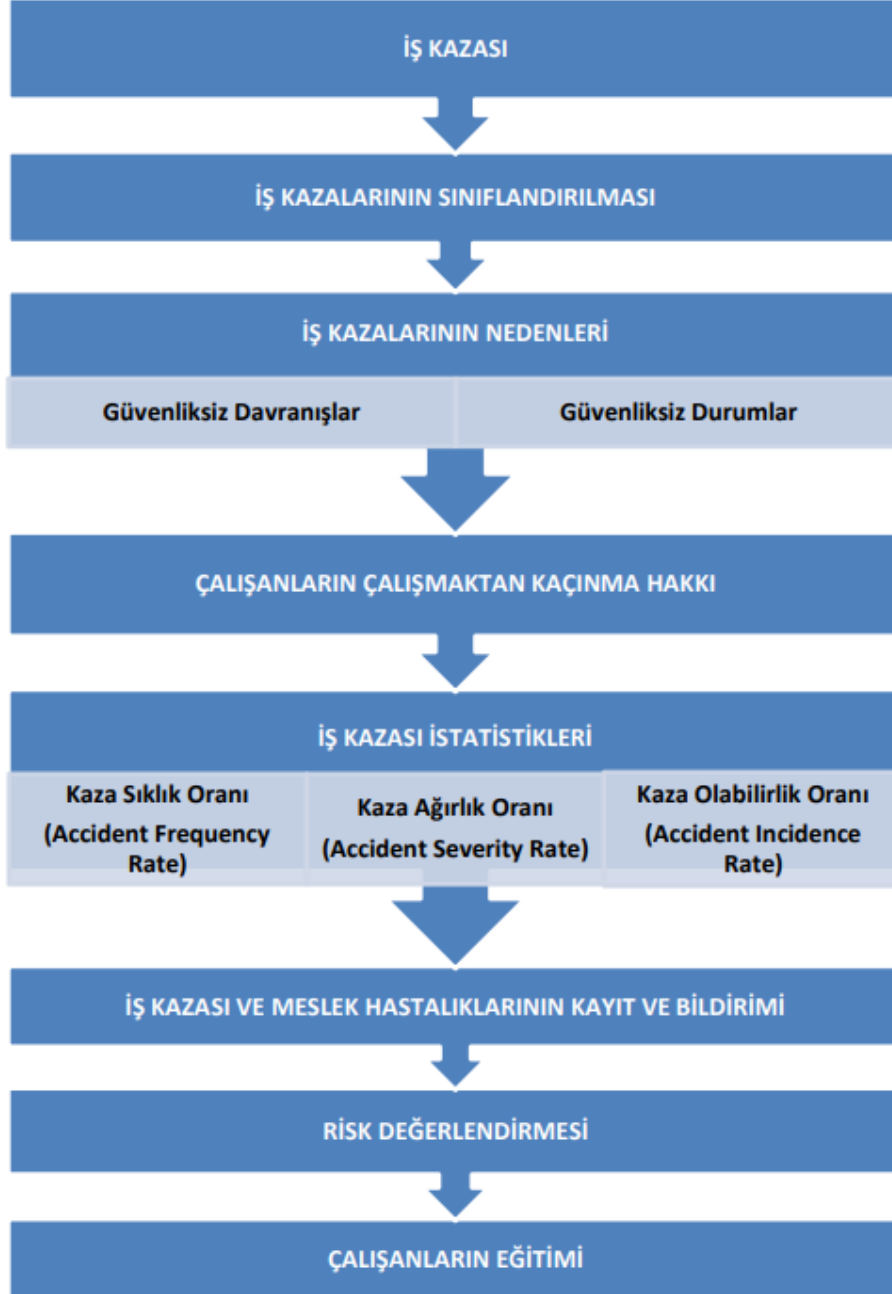 İŞ KAZASI
İŞ KAZALARININ SINIFLANDIRILMASI
İŞ KAZALARININ NEDENLERİ
Güvenliksiz Davranışlar
Güvenliksiz Durumlar
ÇALIŞANLARIN ÇALIŞMAKTAN KAÇINMA HAKKI
İŞ KAZASI İSTATİSTİKLERİ
Kaza Sıklık Oranı
(Accident Frequency
Rate)
Kaza Ağırlık Oranı
(Accident Severity Rate)
Kaza Olabilirlik Oranı
(Accident Incidence
Rate)
İŞ KAZASI VE MESLEK HASTALIKLARININ KAYIT VE BİLDİRİMİ
RİSK DEĞERLENDİRMESİ
ÇALIŞANLARIN EĞİTİMİ